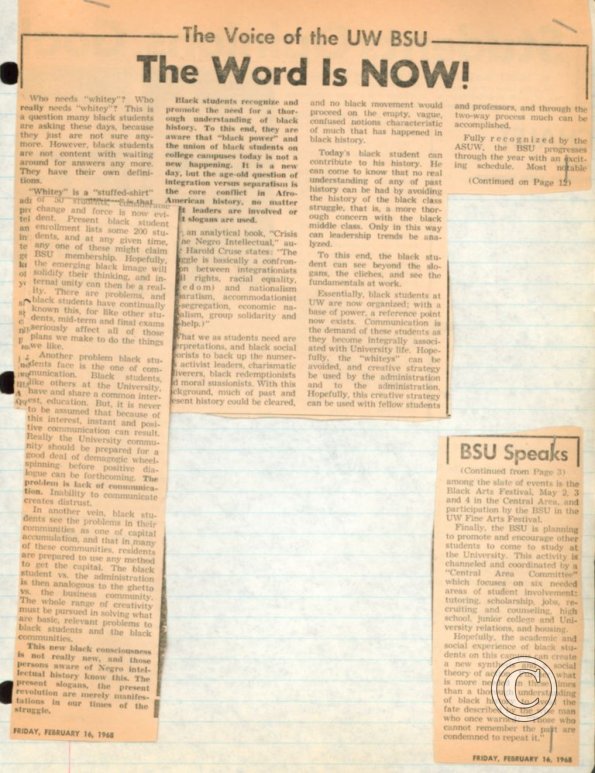 The Voice of the UW BSU
The Word Is NOW!
Who needs "whitey"? Who
really needs "whitey"? This is
a question many black students
are asking these days, because
they just are not sure any-
more. However, black students
are not content with waiting
around for answers any more.
They have their own defini-
tions.
"Whitey" is a "stuffed-shirt"
of 30 students,
change and force is now evi-
dent. Present black student
enrollment lists some 200 stu-
dents, and at any given time,
any one of these might claim
BSU membership. Hopefully,
the emerging black image will
solidify their thinking, and in-
ternal unity can then be a real-
ity. There are problems, and
black students have continually
known this, for like other stu-
dents, mid-term and final exams
seriously affect all of those
plans we make to do the things
we like.
Another problem black stu-
dents face is the one of com-
munication. Black students,
like others at the University,
have and share a common inter-
est, education. But, it is never
to be assumed that because of
this interest, instant and posi-
tive communication can result.
Really the University commu-
nity should be prepared for a
good deal of demagogic wheel-
spinning before positive dia-
logue can be forthcoming. The
problem is lack of communica-
tion. Inability to communicate
creates distrust.
In another vein, black stu-
dents see the problems in their
communities as one of capital
accumulation, and that in many
of these communities, residents
are prepared to use any method
to get the capital. The black
student vs. the administration
is then analogous to the ghetto
vs. the business community.
The whole range of creativity
must be pursued in solving what
are basic, relevant problems to
black students and the black
communities.
This new black consciousness
is not really new, and those
persons aware of Negro intel-
lectual history know this. The
present slogans, the present
revolution are merely manifes-
tations in our times of the
struggle.
FRIDAY, FEBRUARY 16, 1968
Black students recognize and
promote the need for a thor-
ough understanding of black
history. To this end, they are
aware that "black power" and
the union of black students on
college campuses today is not a
new happening. It is a new
day, but the age-old question of
integration versus separatism is
the core conflict in Afro-
American history, no matter
t leaders are involved or
t slogans are used.
an analytical book, "Crisis
ne Negro Intellectual," au-
Harold Cruse states: "The
ggle is basically a confron-
on between integrationists
il rights, racial equality,
edom) and nationalism
paratism, accommodationist
segregation, economic na-
alism, group solidarity and
help.)"
hat we as students need are
erpretations, and black social
orists to back up the numer-
activist leaders, charismatic
liverers, black redemptionists
d moral suasionists. With this
ckground, much of past and
esent history could be cleared,
and no black movement would
proceed on the empty, vague,
confused notions characteristic
of much that has happened in
black history.
Today's black student can
contribute to his history. He
can come to know that no real
understanding of any of past
history can be had by avoiding
the history of the black class
struggle, that is, a more thor-
ough concern with the black
middle class. Only in this way
can leadership trends be ana-
lyzed.
To this end, the black stu-
dent can see beyond the slo-
gans, the cliches, and see the
fundamentals at work.
Essentially, black students at
UW are now organized; with a
base of power, a reference point
now exists. Communication is
the demand of these students as
they become integrally associ-
ated with University life. Hope-
fully, the "whiteys" can be
avoided, and creative strategy
be used by the administration
and to the administration.
Hopefully, this creative strategy
can be used with fellow students
and professors, and through the
two-way process much can be
accomplished.
Fully recognized by the
ASUW, the BSU progresses
through the year with an excit-
ing schedule. Most notable
(Continued on Page 12)
BSU Speaks
(Continued from Page 3)
among the slate of events is the
Black Arts Festival, May 2, 3
and 4 in the Central Area, and
participation by the BSU in the
UW Fine Arts Festival.
Finally, the BSU is planning
to promote and encourage other
students to come to study at
the University. This activity is
channeled and coordinated by a
"Central Area Committee"
which focuses on six needed
areas of student involvement:
tutoring, scholarship, jobs, re-
cruiting and counseling, high
school, junior college and Uni-
versity relations, and housing.
Hopefully, the academic and
social experience of black stu-
dents on this campus can create
a new synthesis and social
theory of what
is more needed in these times
than a thorough understanding
of black
fate described man
who once warned "Those who
cannot remember the past are
condemned to repeat it."
FRIDAY, FEBRUARY 16, 1968
©